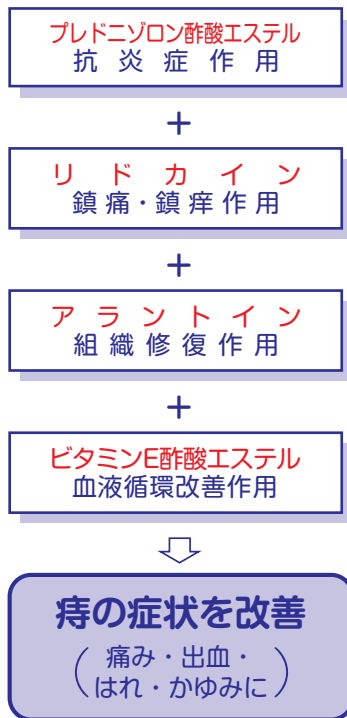 プレドニゾロン酢酸エステル
抗炎症作用
+
リドカイン
鎮痛・鎮痒作用
+
アラントイン
組織修復作用
+
ビタミンE酢酸エステル
血液循環改善作用
痔の症状を改善
(痛み・出血・
はれ・かゆみに)